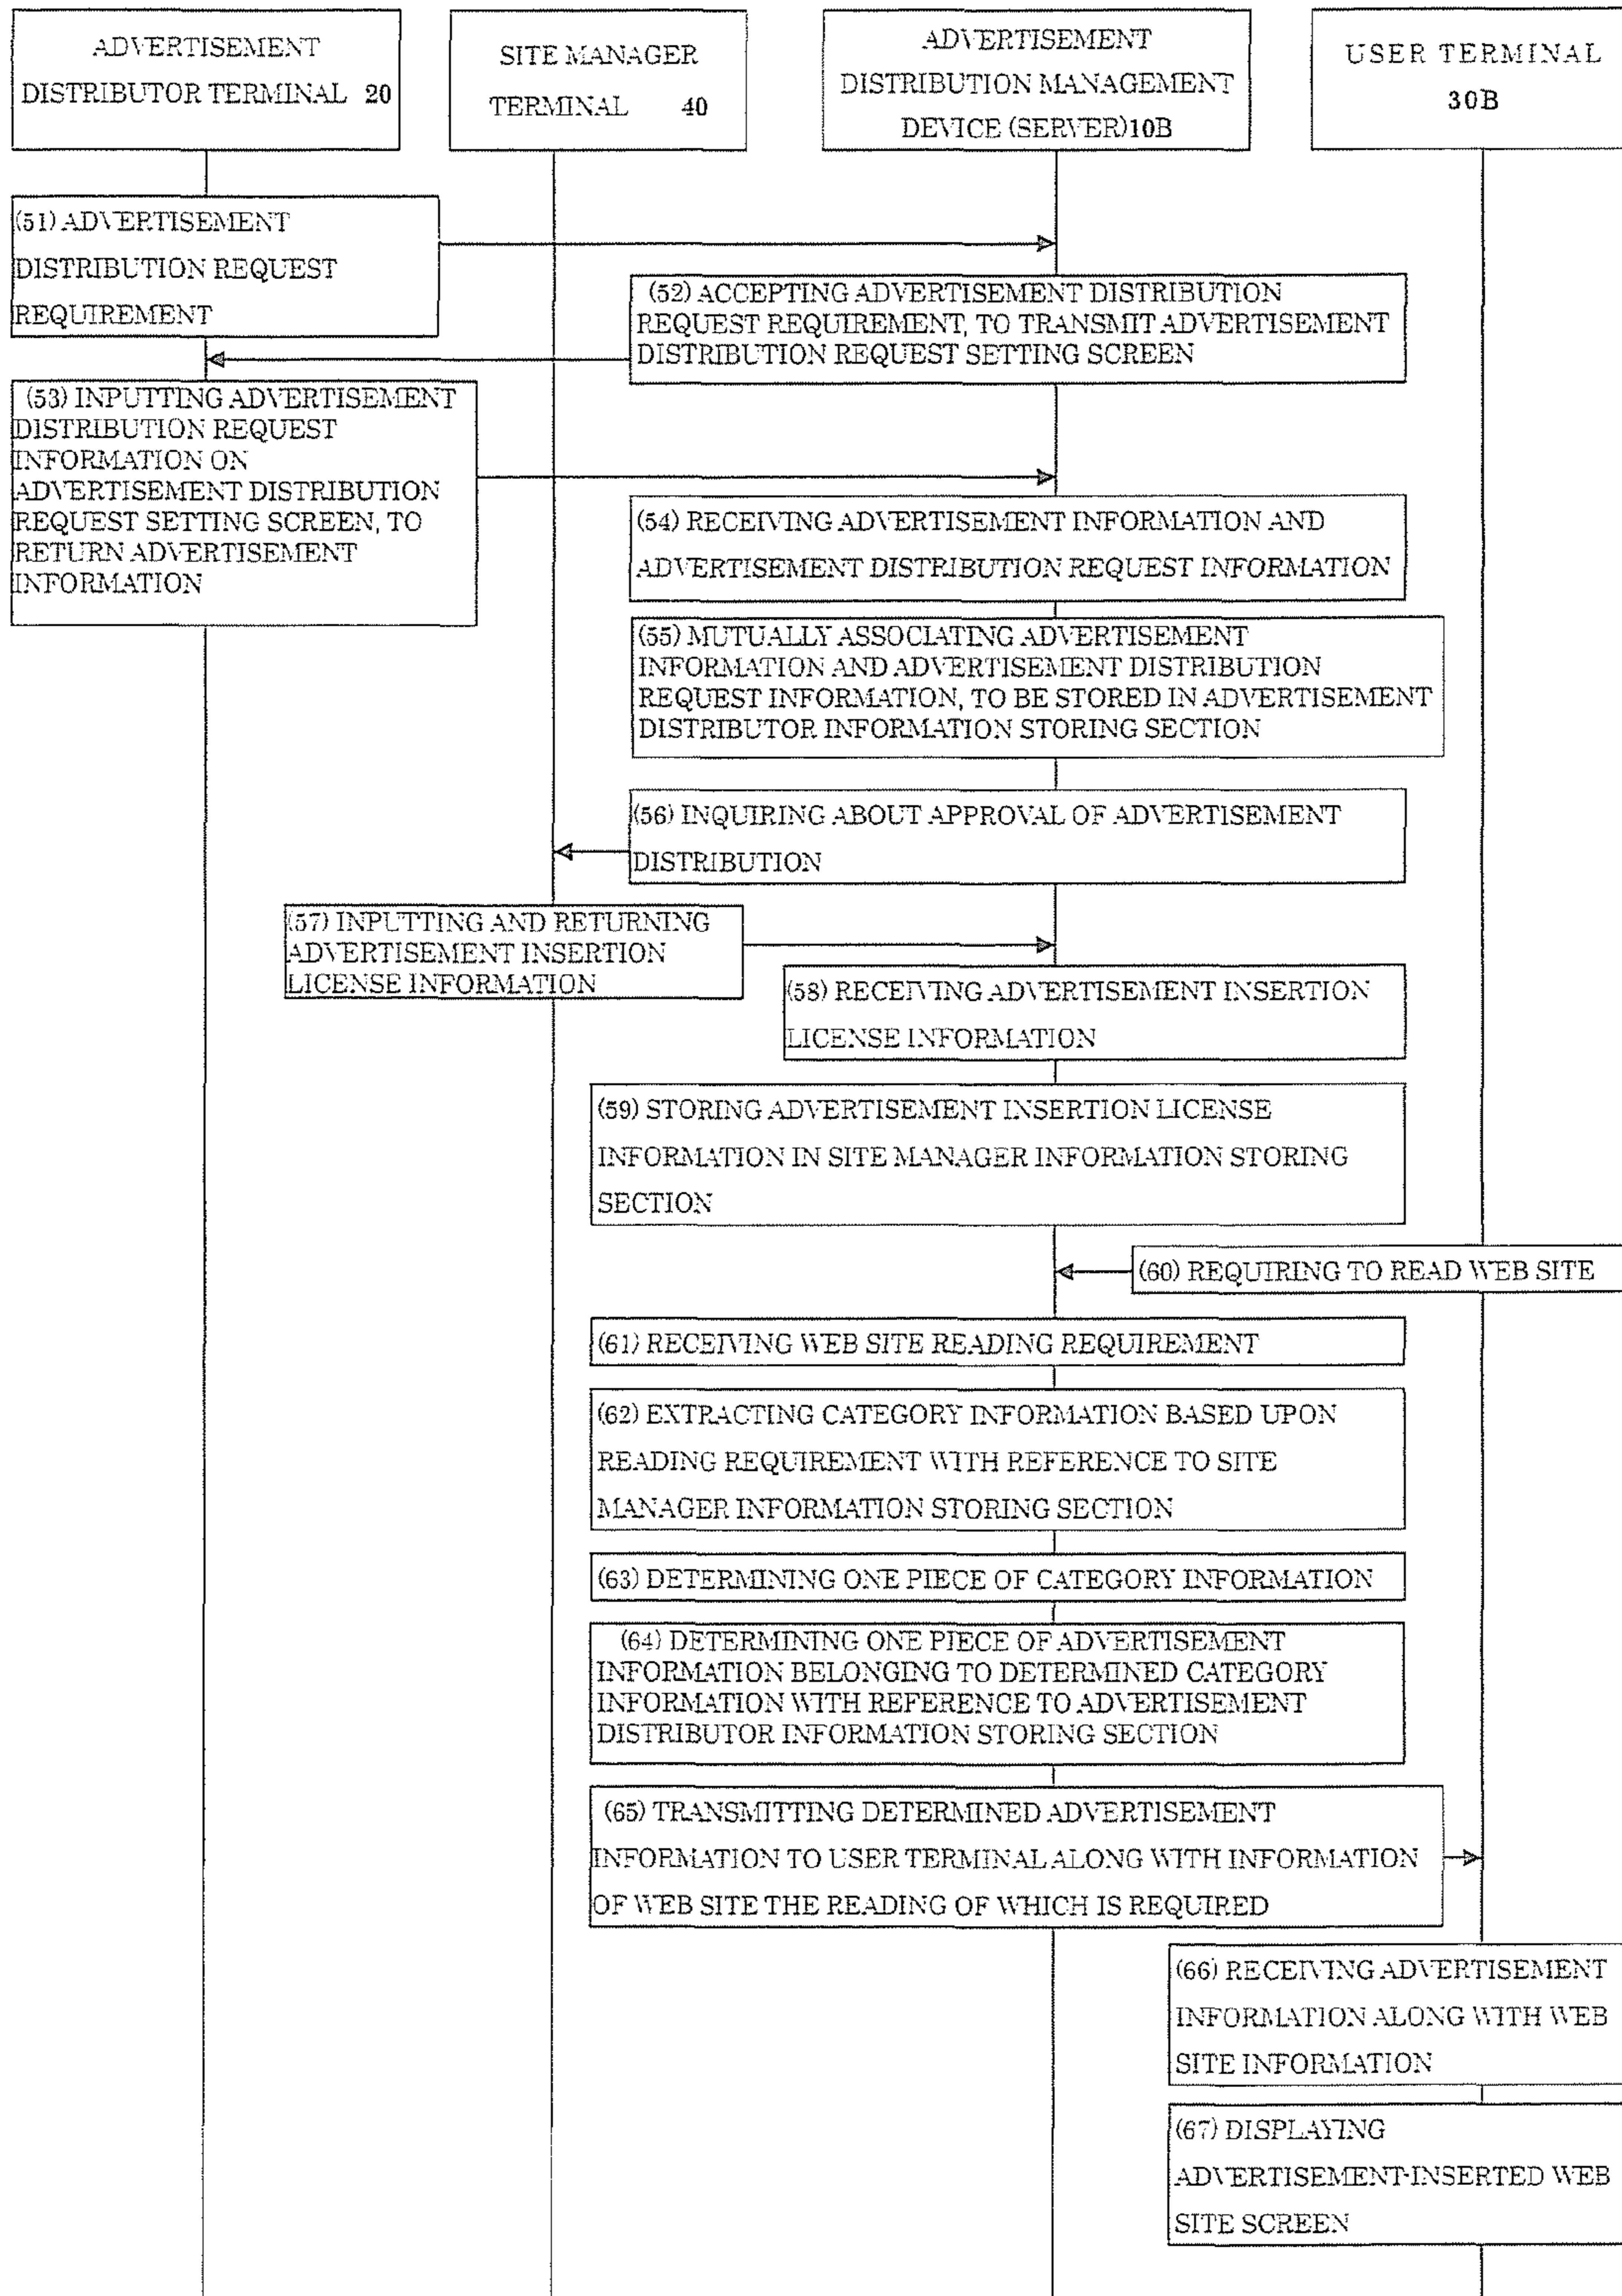 ADVERTISEMENT
DISTRIBUTOR TERMINAL 20
SITE MANAGER
TERMINAL 40
ADVERTISEMENT
DISTRIBUTION MANAGEMENT
DEVICE (SERVER)10B
USER TERMINAL
30B
(51) ADVERTISEMENT
DISTRIBUTION REQUEST
REQUIREMENT
(52) ACCEPTING ADVERTISEMENT DISTRIBUTION
REQUEST REQUIREMENT, TO TRANSMIT ADVERTISEMENT
DISTRIBUTION REQUEST SETTING SCREEN
(53) INPUTTING ADVERTISEMENT
DISTRIBUTION REQUEST
INFORMATION ON
ADVERTISEMENT DISTRIBUTION
REQUEST SETTING SCREEN, TO
RETURN ADVERTISEMENT
INFORMATION
(54) RECEIVING ADVERTISEMENT INFORMATION AND
ADVERTISEMENT DISTRIBUTION REQUEST INFORMATION
(55) MUTUALLY ASSOCIATING ADVERTISEMENT
INFORMATION AND ADVERTISEMENT DISTRIBUTION
REQUEST INFORMATION, TO BE STORED IN ADVERTISEMENT
DISTRIBUTOR INFORMATION STORING SECTION
(56) INQUIRING ABOUT APPROVAL OF ADVERTISEMENT
DISTRIBUTION
(57) INPUTTING AND RETURNING
ADVERTISEMENT INSERTION
LICENSE INFORMATION
(58) RECEIVING ADVERTISEMENT INSERTION
LICENSE INFORMATION
(59) STORING ADVERTISEMENT INSERTION LICENSE
INFORMATION IN SITE MANAGER INFORMATION STORING
SECTION
(60) REQUIRING TO READ WEB SITE
(61) RECEIVING WEB SITE READING REQUIREMENT
(62) EXTRACTING CATEGORY INFORMATION BASED UPON
READING REQUIREMENT WITH REFERENCE TO SITE
MANAGER INFORMATION STORING SECTION
(63) DETERMINING ONE PIECE OF CATEGORY INFORMATION
(64) DETERMINING ONE PIECE OF ADVERTISEMENT
INFORMATION BELONGING TO DETERMINED CATEGORY
INFORMATION WITH REFERENCE TO ADVERTISEMENT
DISTRIBUTOR INFORMATION STORING SECTION
(65) TRANSMITTING DETERMINED ADVERTISEMENT
INFORMATION TO USER TERMINAL ALONG WITH INFORMATION
OF WEB SITE THE READING OF WHICH IS REQUIRED
(66) RECEIVING ADVERTISEMENT
INFORMATION ALONG WITH WEB
SITE INFORMATION
(67) DISPLAYING
ADVERTISEMENT-INSERTED WEB
SITE SCREEN